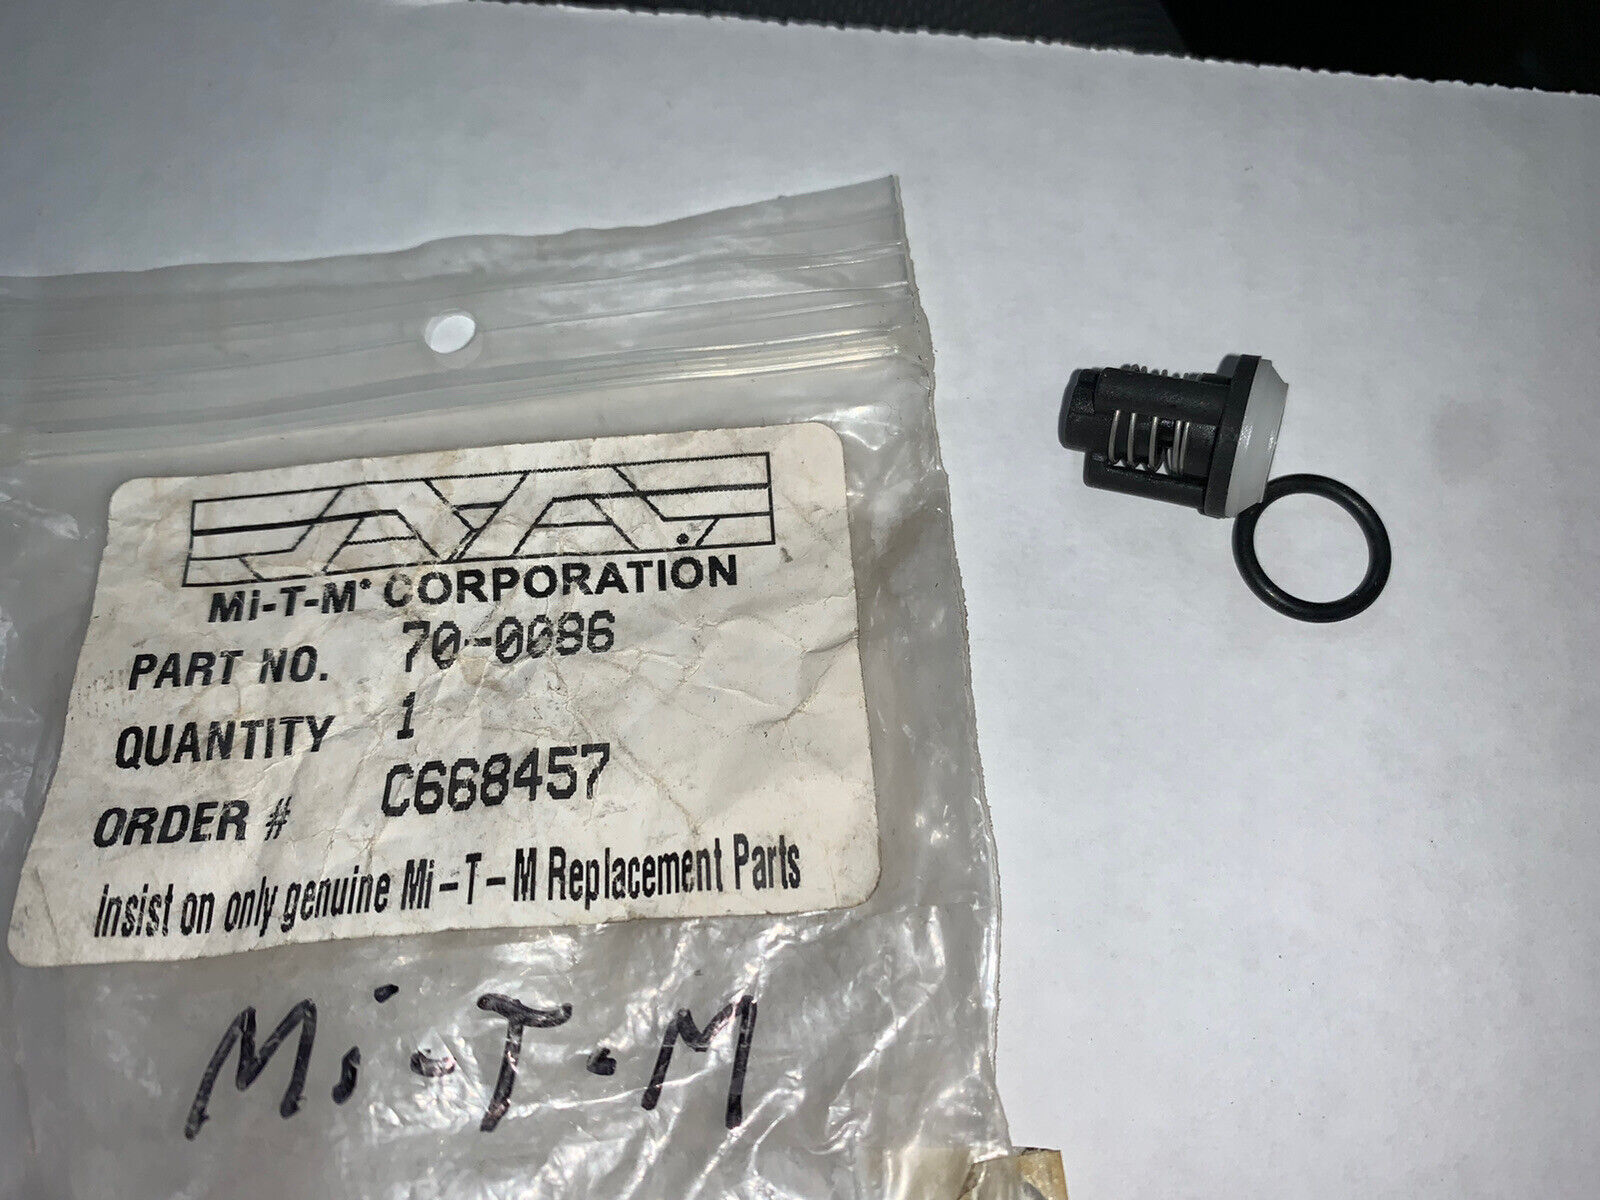 Mi-T-M® CORPORATION
PART NO. 70-0086
QUANTITY 1
ORDER # C668457
insist on only genuine Mi-T-M Replacement Parts
Mi-T-M